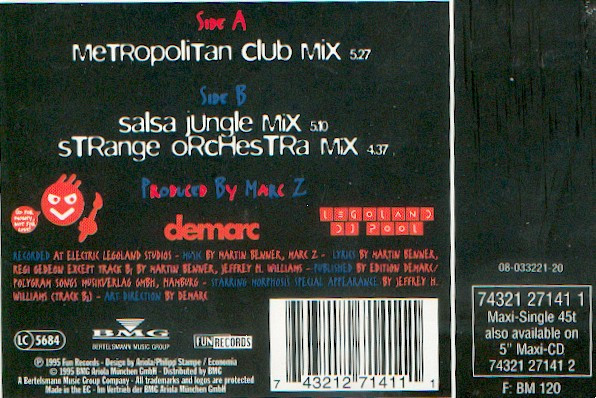 Side A
MeTRopoliTan Club MiX 5.27
Side B
salsa jUngle MiX 5.10
sTRange oRcHesTRa MiX 4.37
Produced By Marc Z
demarc
LEGOLAND
DJ 2001
RECORDED AT ELECTRIC LEGOLAND STUDIOS - MUSIC BY MARTIN BENNER, MARC Z - LYRICS BY MARTIN BENNER,
REGI GEDEON EXCEPT TRACK B2 BY MARTIN BENNER, JEFFREY M. WILLIAMS - PUBLISHED BY EDITION DEMARC/
POLYGRAM SONGS MUSIKVERLAG GMBH, HAMBURG - STARRING MORPHOSIS SPECIAL APPEARANCE BY JEFFREY M.
WILLIAMS (TRACK B2) - ART DIRECTION BY DEMARC
LC 5684
BMG
BERTELSMANN MUSIC GROUP
FUN RECORDS
℗ 1995 Fun Records - Design by Ariola/Philippi Stampe / Economia
© 1995 BMG Ariola München GmbH - Distributed by BMG
A Bertelsmann Music Group Company - All trademarks and logos are protected
Made in the EC - Im Vertrieb der BMG Ariola München GmbH
7 43212 71411 1
08-033221-20
74321 27141 1
Maxi-Single 45t
also available on
5" Maxi-CD
74321 27141 2
F: BM 120